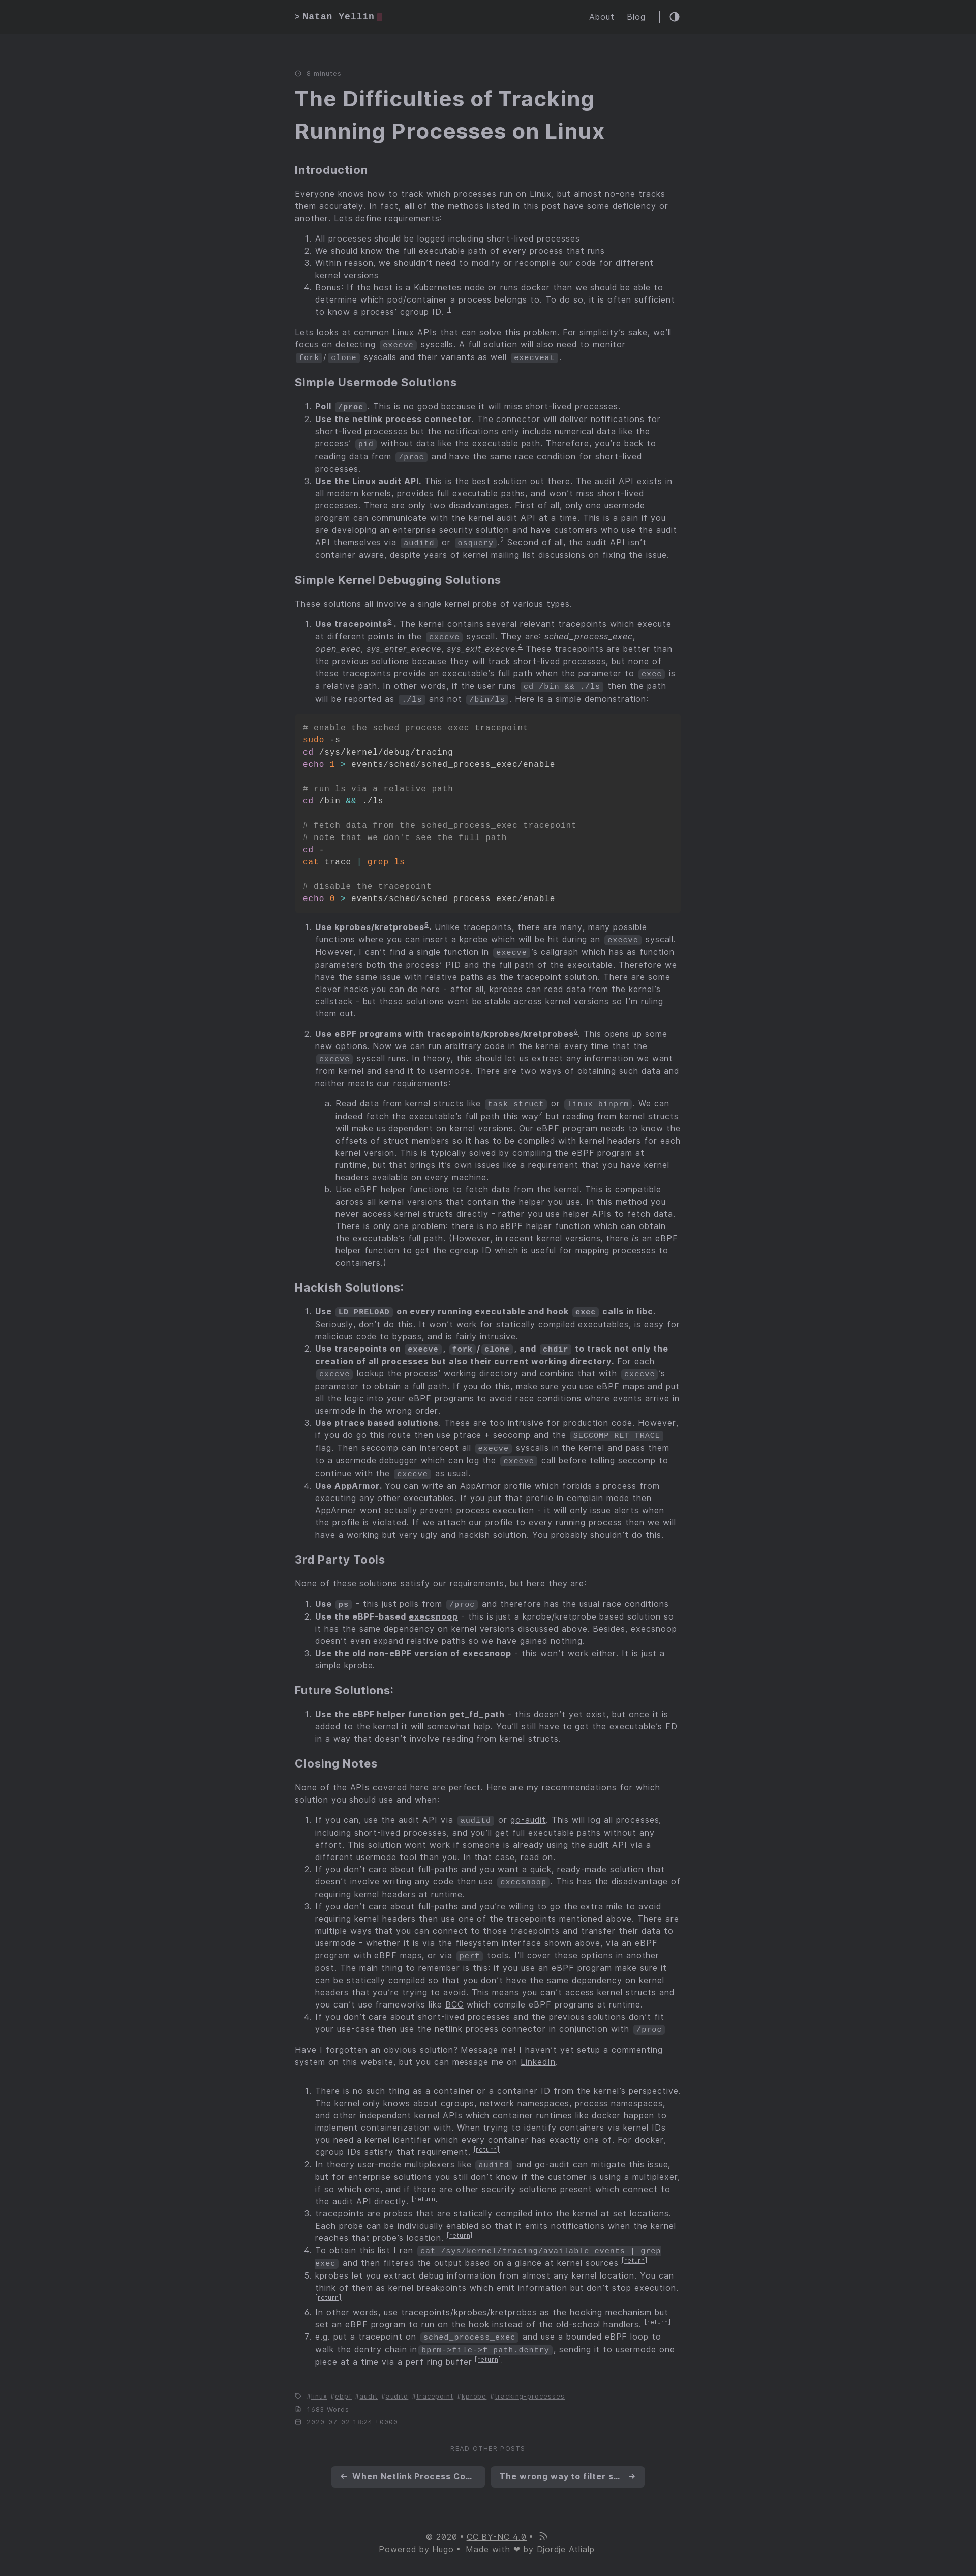 > Natan Yellin
About
Blog
8 minutes
The Difficulties of Tracking
Running Processes on Linux
Introduction
Everyone knows how to track which processes run on Linux, but almost no-one tracks
them accurately. In fact, all of the methods listed in this post have some deficiency or
another. Lets define requirements:
1. All processes should be logged including short-lived processes
2. We should know the full executable path of every process that runs
3. Within reason, we shouldn't need to modify or recompile our code for different
kernel versions
4. Bonus: If the host is a Kubernetes node or runs docker than we should be able to
determine which pod/container a process belongs to. To do so, it is often sufficient
to know a process' cgroup ID. 1
Lets looks at common Linux APIs that can solve this problem. For simplicity's sake, we'll
focus on detecting execve syscalls. A full solution will also need to monitor
fork/clone syscalls and their variants as well execveat.
Simple Usermode Solutions
1. Poll /proc. This is no good because it will miss short-lived processes.
2. Use the netlink process connector. The connector will deliver notifications for
short-lived processes but the notifications only include numerical data like the
process' pid without data like the executable path. Therefore, you're back to
reading data from /proc and have the same race condition for short-lived
processes.
3. Use the Linux audit API. This is the best solution out there. The audit API exists in
all modern kernels, provides full executable paths, and won't miss short-lived
processes. There are only two disadvantages. First of all, only one usermode
program can communicate with the kernel audit API at a time. This is a pain if you
are developing an enterprise security solution and have customers who use the audit
API themselves via auditd or osquery.2 Second of all, the audit API isn't
container aware, despite years of kernel mailing list discussions on fixing the issue.
Simple Kernel Debugging Solutions
These solutions all involve a single kernel probe of various types.
1. Use tracepoints3 . The kernel contains several relevant tracepoints which execute
at different points in the execve syscall. They are: sched_process_exec,
open_exec, sys_enter_execve, sys_exit_execve.4 These tracepoints are better than
the previous solutions because they will track short-lived processes, but none of
these tracepoints provide an executable's full path when the parameter to exec is
a relative path. In other words, if the user runs cd /bin && ./ls then the path
will be reported as ./ls and not /bin/ls. Here is a simple demonstration:
# enable the sched_process_exec tracepoint
sudo -s
cd /sys/kernel/debug/tracing
echo 1 > events/sched/sched_process_exec/enable
# run ls via a relative path
cd /bin && ./ls
# fetch data from the sched_process_exec tracepoint
# note that we don't see the full path
cd -
cat trace | grep ls
# disable the tracepoint
echo 0 > events/sched/sched_process_exec/enable
1. Use kprobes/kretprobes5. Unlike tracepoints, there are many, many possible
functions where you can insert a kprobe which will be hit during an execve syscall.
However, I can't find a single function in execve's callgraph which has as function
parameters both the process' PID and the full path of the executable. Therefore we
have the same issue with relative paths as the tracepoint solution. There are some
clever hacks you can do here - after all, kprobes can read data from the kernel's
callstack - but these solutions wont be stable across kernel versions so I'm ruling
them out.
2. Use eBPF programs with tracepoints/kprobes/kretprobes6. This opens up some
new options. Now we can run arbitrary code in the kernel every time that the
execve syscall runs. In theory, this should let us extract any information we want
from kernel and send it to usermode. There are two ways of obtaining such data and
neither meets our requirements:
a. Read data from kernel structs like task_struct or linux_binprm. We can
indeed fetch the executable's full path this way7 but reading from kernel structs
will make us dependent on kernel versions. Our eBPF program needs to know the
offsets of struct members so it has to be compiled with kernel headers for each
kernel version. This is typically solved by compiling the eBPF program at
runtime, but that brings it's own issues like a requirement that you have kernel
headers available on every machine.
b. Use eBPF helper functions to fetch data from the kernel. This is compatible
across all kernel versions that contain the helper you use. In this method you
never access kernel structs directly - rather you use helper APIs to fetch data.
There is only one problem: there is no eBPF helper function which can obtain
the executable's full path. (However, in recent kernel versions, there is an eBPF
helper function to get the cgroup ID which is useful for mapping processes to
containers.)
Hackish Solutions:
1. Use LD_PRELOAD on every running executable and hook exec calls in libc.
Seriously, don't do this. It won't work for statically compiled executables, is easy for
malicious code to bypass, and is fairly intrusive.
2. Use tracepoints on execve, fork/clone, and chdir to track not only the
creation of all processes but also their current working directory. For each
execve lookup the process' working directory and combine that with execve's
parameter to obtain a full path. If you do this, make sure you use eBPF maps and put
all the logic into your eBPF programs to avoid race conditions where events arrive in
usermode in the wrong order.
3. Use ptrace based solutions. These are too intrusive for production code. However,
if you do go this route then use ptrace + seccomp and the SECCOMP_RET_TRACE
flag. Then seccomp can intercept all execve syscalls in the kernel and pass them
to a usermode debugger which can log the execve call before telling seccomp to
continue with the execve as usual.
4. Use AppArmor. You can write an AppArmor profile which forbids a process from
executing any other executables. If you put that profile in complain mode then
AppArmor wont actually prevent process execution - it will only issue alerts when
the profile is violated. If we attach our profile to every running process then we will
have a working but very ugly and hackish solution. You probably shouldn't do this.
3rd Party Tools
None of these solutions satisfy our requirements, but here they are:
1. Use ps - this just polls from /proc and therefore has the usual race conditions
2. Use the eBPF-based execsnoop - this is just a kprobe/kretprobe based solution so
it has the same dependency on kernel versions discussed above. Besides, execsnoop
doesn't even expand relative paths so we have gained nothing.
3. Use the old non-eBPF version of execsnoop - this won't work either. It is just a
simple kprobe.
Future Solutions:
1. Use the eBPF helper function get_fd_path - this doesn't yet exist, but once it is
added to the kernel it will somewhat help. You'll still have to get the executable's FD
in a way that doesn't involve reading from kernel structs.
Closing Notes
None of the APIs covered here are perfect. Here are my recommendations for which
solution you should use and when:
1. If you can, use the audit API via auditd or go-audit. This will log all processes,
including short-lived processes, and you'll get full executable paths without any
effort. This solution wont work if someone is already using the audit API via a
different usermode tool than you. In that case, read on.
2. If you don't care about full-paths and you want a quick, ready-made solution that
doesn't involve writing any code then use execsnoop. This has the disadvantage of
requiring kernel headers at runtime.
3. If you don't care about full-paths and you're willing to go the extra mile to avoid
requiring kernel headers then use one of the tracepoints mentioned above. There are
multiple ways that you can connect to those tracepoints and transfer their data to
usermode - whether it is via the filesystem interface shown above, via an eBPF
program with eBPF maps, or via perf tools. I'll cover these options in another
post. The main thing to remember is this: if you use an eBPF program make sure it
can be statically compiled so that you don't have the same dependency on kernel
headers that you're trying to avoid. This means you can't access kernel structs and
you can't use frameworks like BCC which compile eBPF programs at runtime.
4. If you don't care about short-lived processes and the previous solutions don't fit
your use-case then use the netlink process connector in conjunction with /proc
Have I forgotten an obvious solution? Message me! I haven't yet setup a commenting
system on this website, but you can message me on LinkedIn.
1. There is no such thing as a container or a container ID from the kernel's perspective.
The kernel only knows about cgroups, network namespaces, process namespaces,
and other independent kernel APIs which container runtimes like docker happen to
implement containerization with. When trying to identify containers via kernel IDs
you need a kernel identifier which every container has exactly one of. For docker,
cgroup IDs satisfy that requirement. [return]
2. In theory user-mode multiplexers like auditd and go-audit can mitigate this issue,
but for enterprise solutions you still don't know if the customer is using a multiplexer,
if so which one, and if there are other security solutions present which connect to
the audit API directly. [return]
3. tracepoints are probes that are statically compiled into the kernel at set locations.
Each probe can be individually enabled so that it emits notifications when the kernel
reaches that probe's location. [return]
4. To obtain this list I ran cat /sys/kernel/tracing/available_events | grep
exec and then filtered the output based on a glance at kernel sources [return]
5. kprobes let you extract debug information from almost any kernel location. You can
think of them as kernel breakpoints which emit information but don't stop execution.
[return]
6. In other words, use tracepoints/kprobes/kretprobes as the hooking mechanism but
set an eBPF program to run on the hook instead of the old-school handlers. [return]
7. e.g. put a tracepoint on sched_process_exec and use a bounded eBPF loop to
walk the dentry chain in bprm->file->f_path.dentry, sending it to usermode one
piece at a time via a perf ring buffer [return]
#linux #ebpf #audit #auditd #tracepoint #kprobe #tracking-processes
1683 Words
2020-07-02 18:24 +0000
READ OTHER POSTS
← When Netlink Process Co...
The wrong way to filter s... →
© 2020 • CC BY-NC 4.0 •
Powered by Hugo • Made with ❤ by Djordje Atlialp